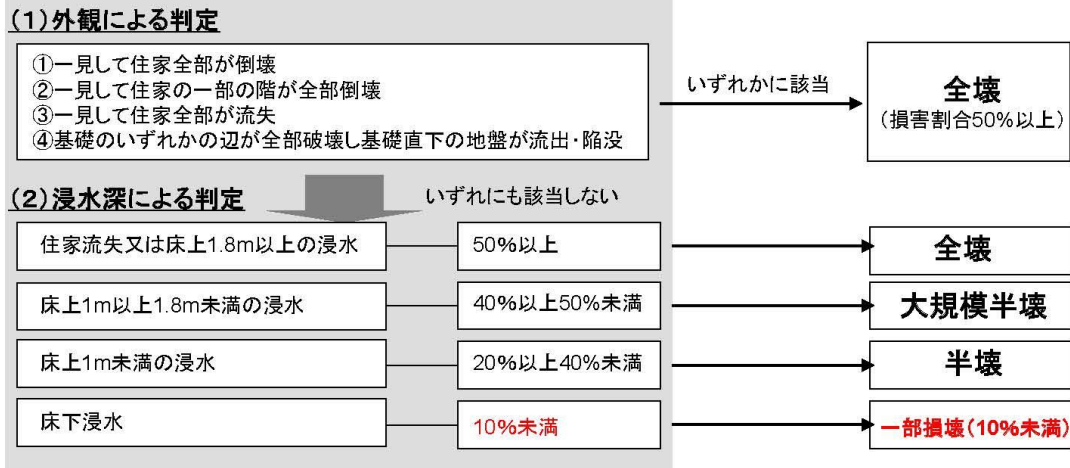 (1)外観による判定
①一見して住家全部が倒壊
②一見して住家の一部の階が全部倒壊
③一見して住家全部が流失
④基礎のいずれかの辺が全部破壊し基礎直下の地盤が流出・陥没
いずれかに該当
全壊
(損害割合50%以上)
(2)浸水深による判定
いずれにも該当しない
住家流失又は床上1.8m以上の浸水
50%以上
全壊
床上1m以上1.8m未満の浸水
40%以上50%未満
大規模半壊
床上1m未満の浸水
20%以上40%未満
半壊
床下浸水
10%未満
一部損壊(10%未満)